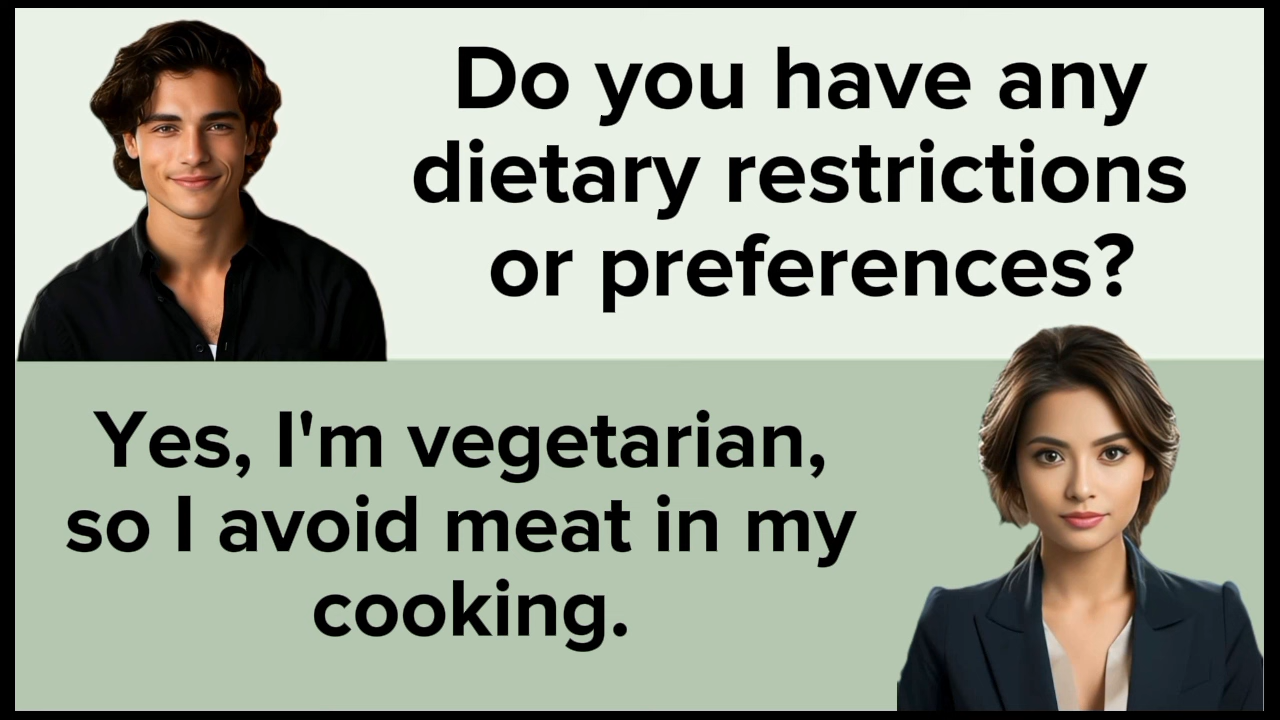 Do you have any
dietary restrictions
or preferences?
Yes, I'm vegetarian,
so I avoid meat in my
cooking.